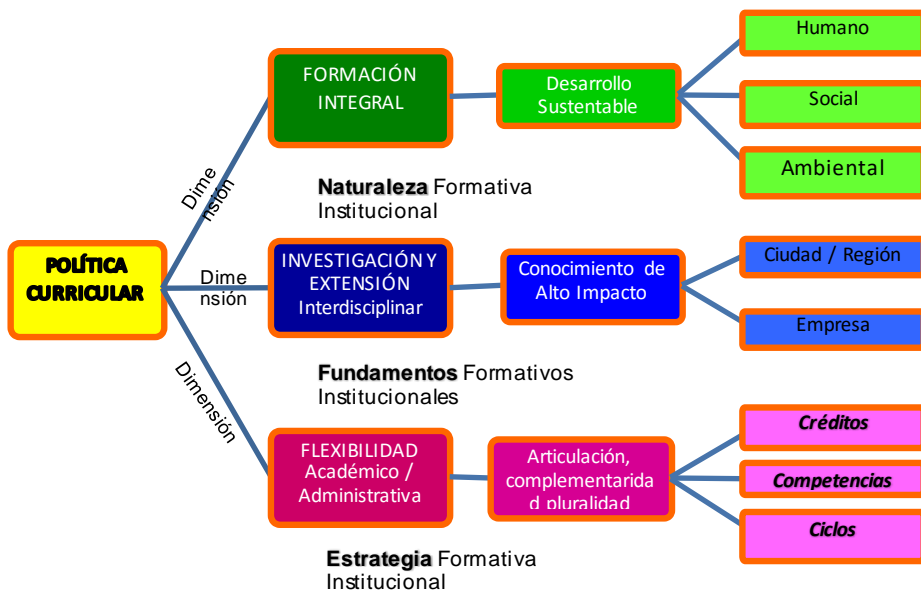 POLÍTICA
CURRICULAR
Dime
nsión
FORMACIÓN
INTEGRAL
Desarrollo
Sustentable
Humano
Social
Ambiental
Naturaleza Formativa
Institucional
Dime
nsión
INVESTIGACIÓN Y
EXTENSIÓN
Interdisciplinar
Conocimiento de
Alto Impacto
Ciudad / Región
Empresa
Fundamentos Formativos
Institucionales
Dimensión
FLEXIBILIDAD
Académico /
Administrativa
Articulación,
complementarida
d pluralidad
Créditos
Competencias
Ciclos
Estrategia Formativa
Institucional